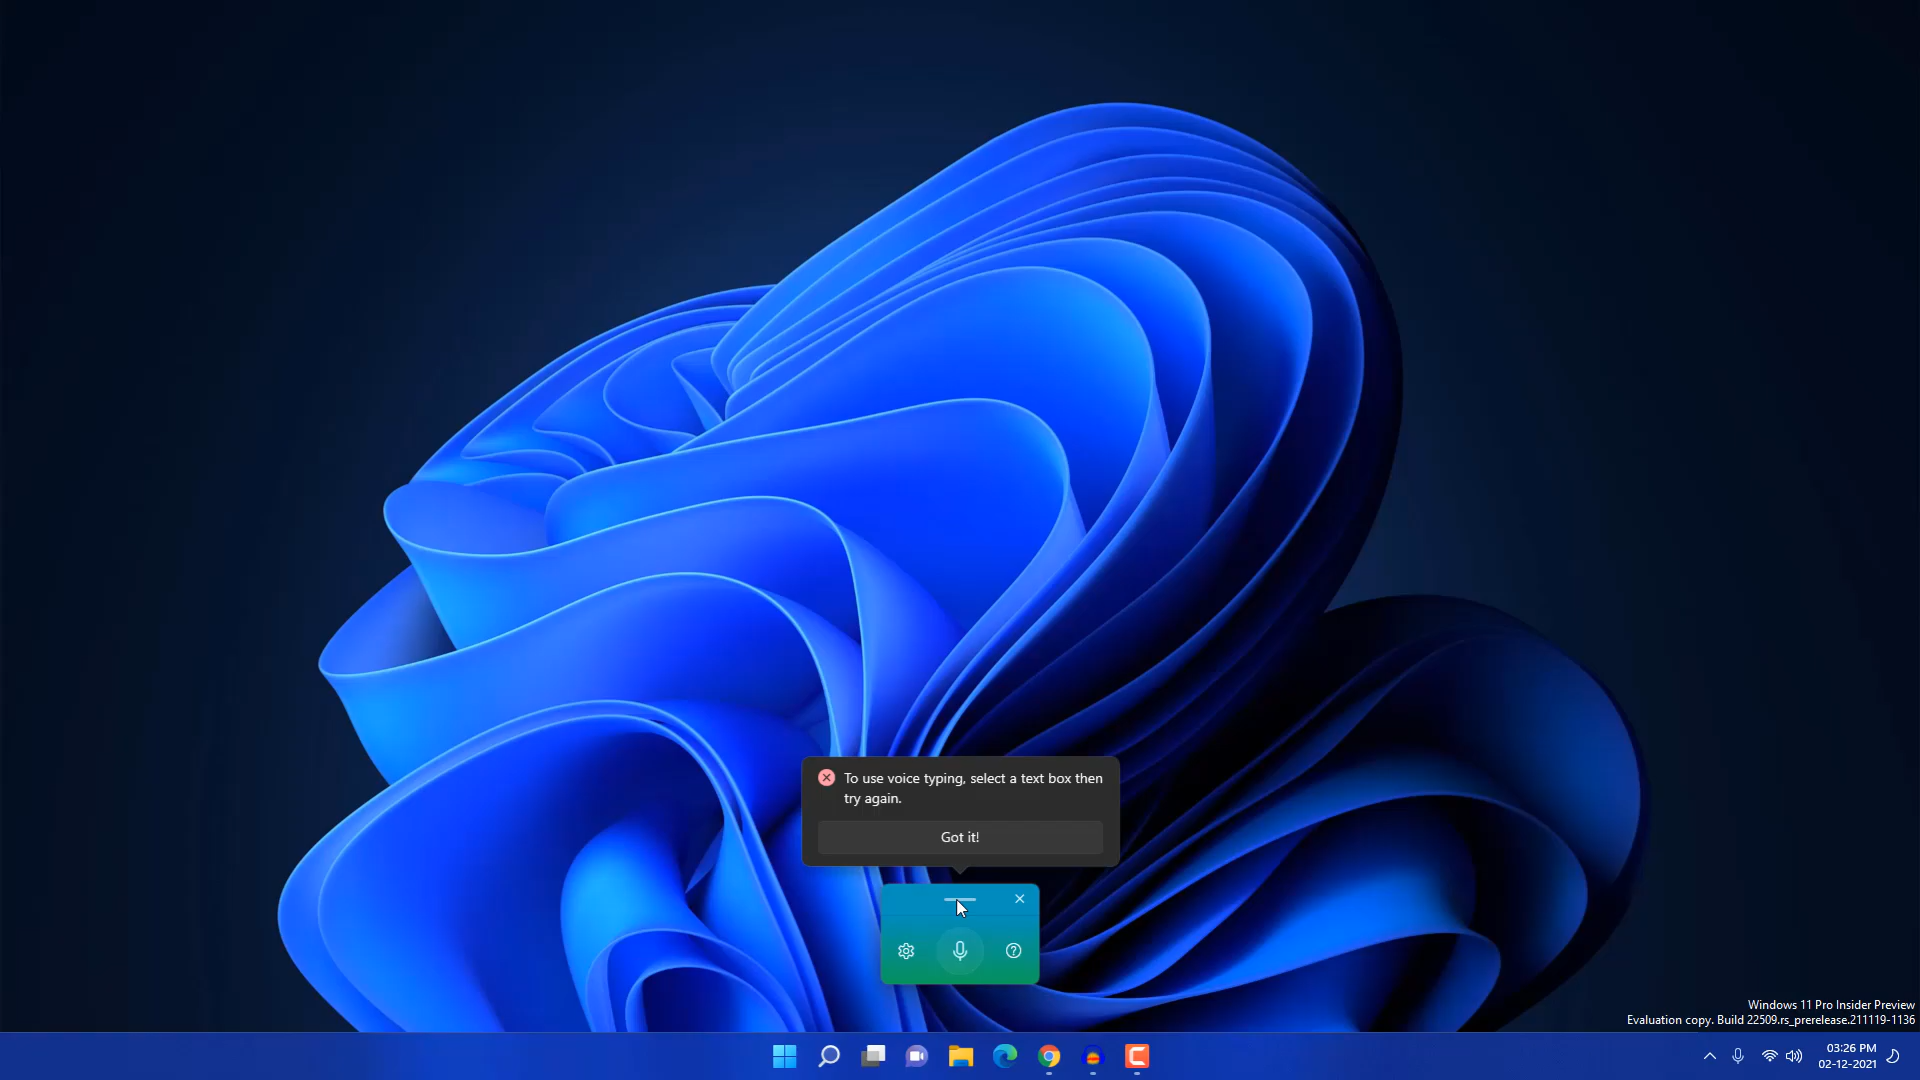 To use voice typing, select a text box then
try again.
Got it!
Windows 11 Pro Insider Preview
Evaluation copy. Build 22509.rs_prerelease.211119-1136
03:26 PM
02-12-2021